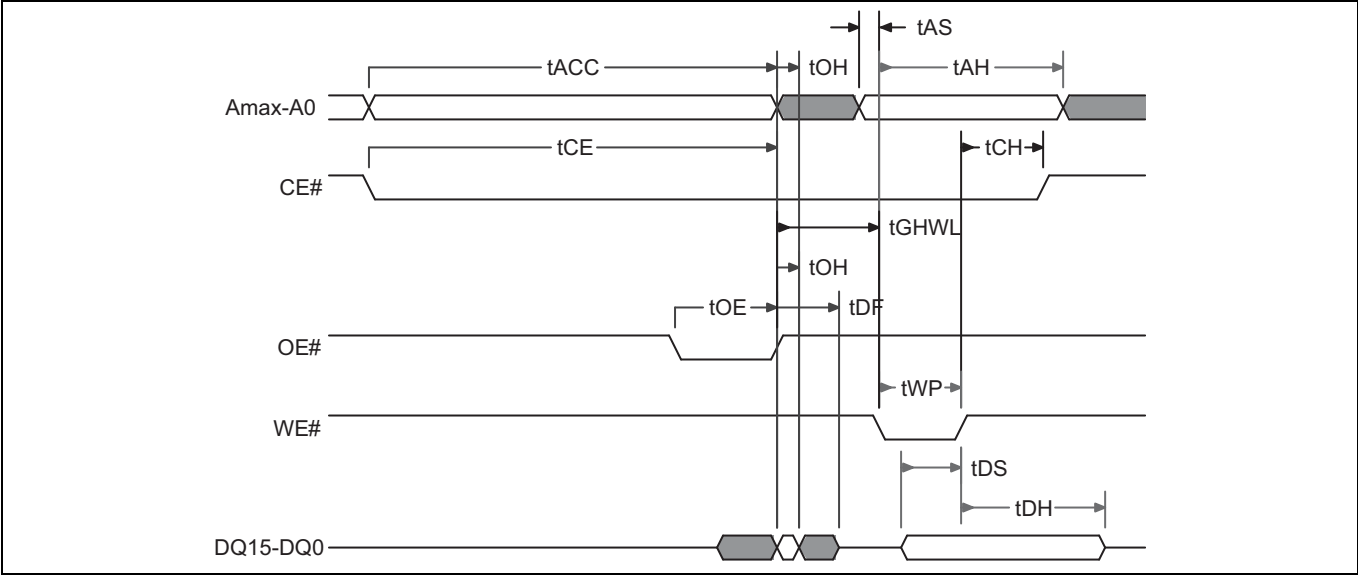 tAS
tACC
tOH
tAH
Amax-A0
tCE
tCH
CE#
tGHWL
tOH
tOE
tDF
OE#
tWP
WE#
tDS
tDH
DQ15-DQ0